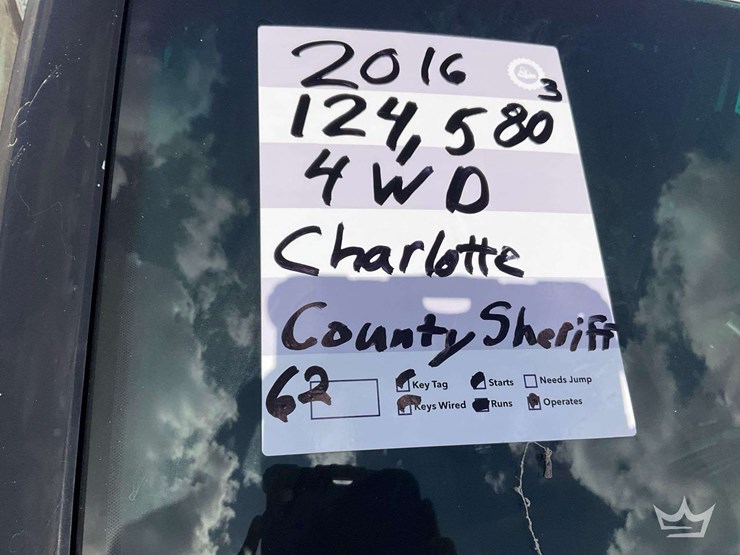 2016
3
124,580
4WD
Charlotte
County Sheriff
62
Key Tag Starts Needs Jump
Keys Wired Runs Operates